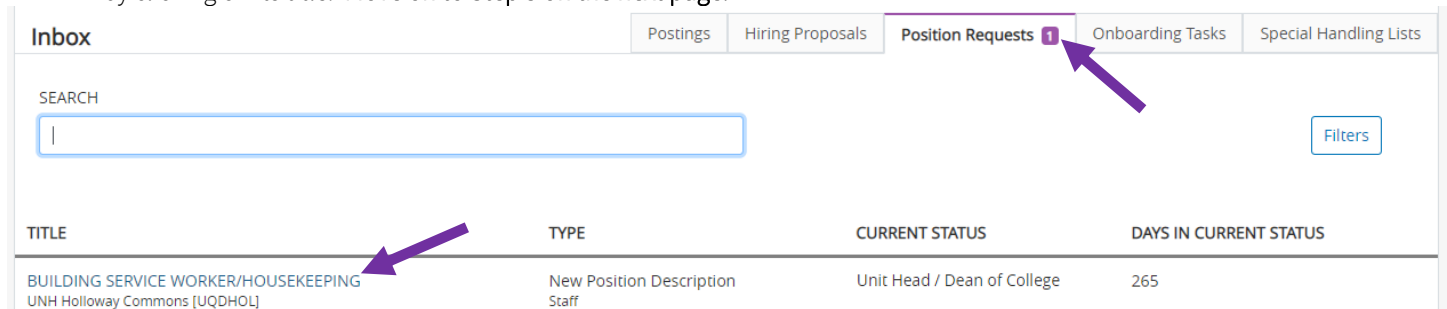 Inbox
Postings
Hiring Proposals
Position Requests 1
Onboarding Tasks
Special Handling Lists
SEARCH
Filters
TITLE TYPE CURRENT STATUS DAYS IN CURRENT STATUS
BUILDING SERVICE WORKER/HOUSEKEEPING New Position Description Unit Head / Dean of College 265
UNH Holloway Commons [UQDHOL] Staff